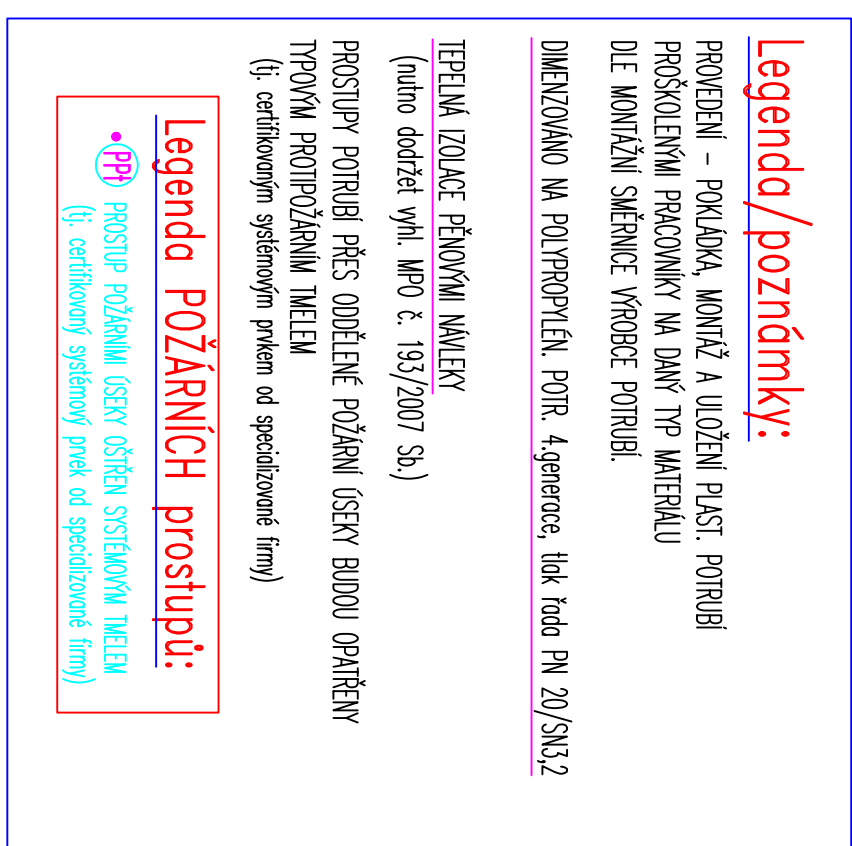 Legenda/poznámky:
PROVEDENÍ – POKLÁDKA, MONTÁŽ A ULOŽENÍ PLAST. POTRUBÍ
PROŠKOLENÝMI PRACOVNÍKY NA DANÝ TYP MATERIÁLU
DLE MONTÁŽNÍ SMĚRNICE VÝROBCE POTRUBÍ.
DIMENZOVÁNO NA POLYPROPYLÉN. POTR. 4.generace, tlak řada PN 20/SN3,2
TEPELNÁ IZOLACE PĚNOVÝMI NÁVLEKY
(nutno dodržet vyhl. MPO č. 193/2007 Sb.)
PROSTUPY POTRUBÍ PŘES ODDĚLENÉ POŽÁRNÍ ÚSEKY BUDOU OPATŘENY
TYPOVÝM PROTIPOŽÁRNÍM TMELEM
(tj. certifikovaným systémovým prvkem od specializované firmy)
Legenda POŽÁRNÍCH prostupů:
• PPt PROSTUP POŽÁRNÍMI ÚSEKY OŠTŘEN SYSTÉMOVÝM TMELEM
(tj. certifikovaný systémový prvek od specializované firmy)